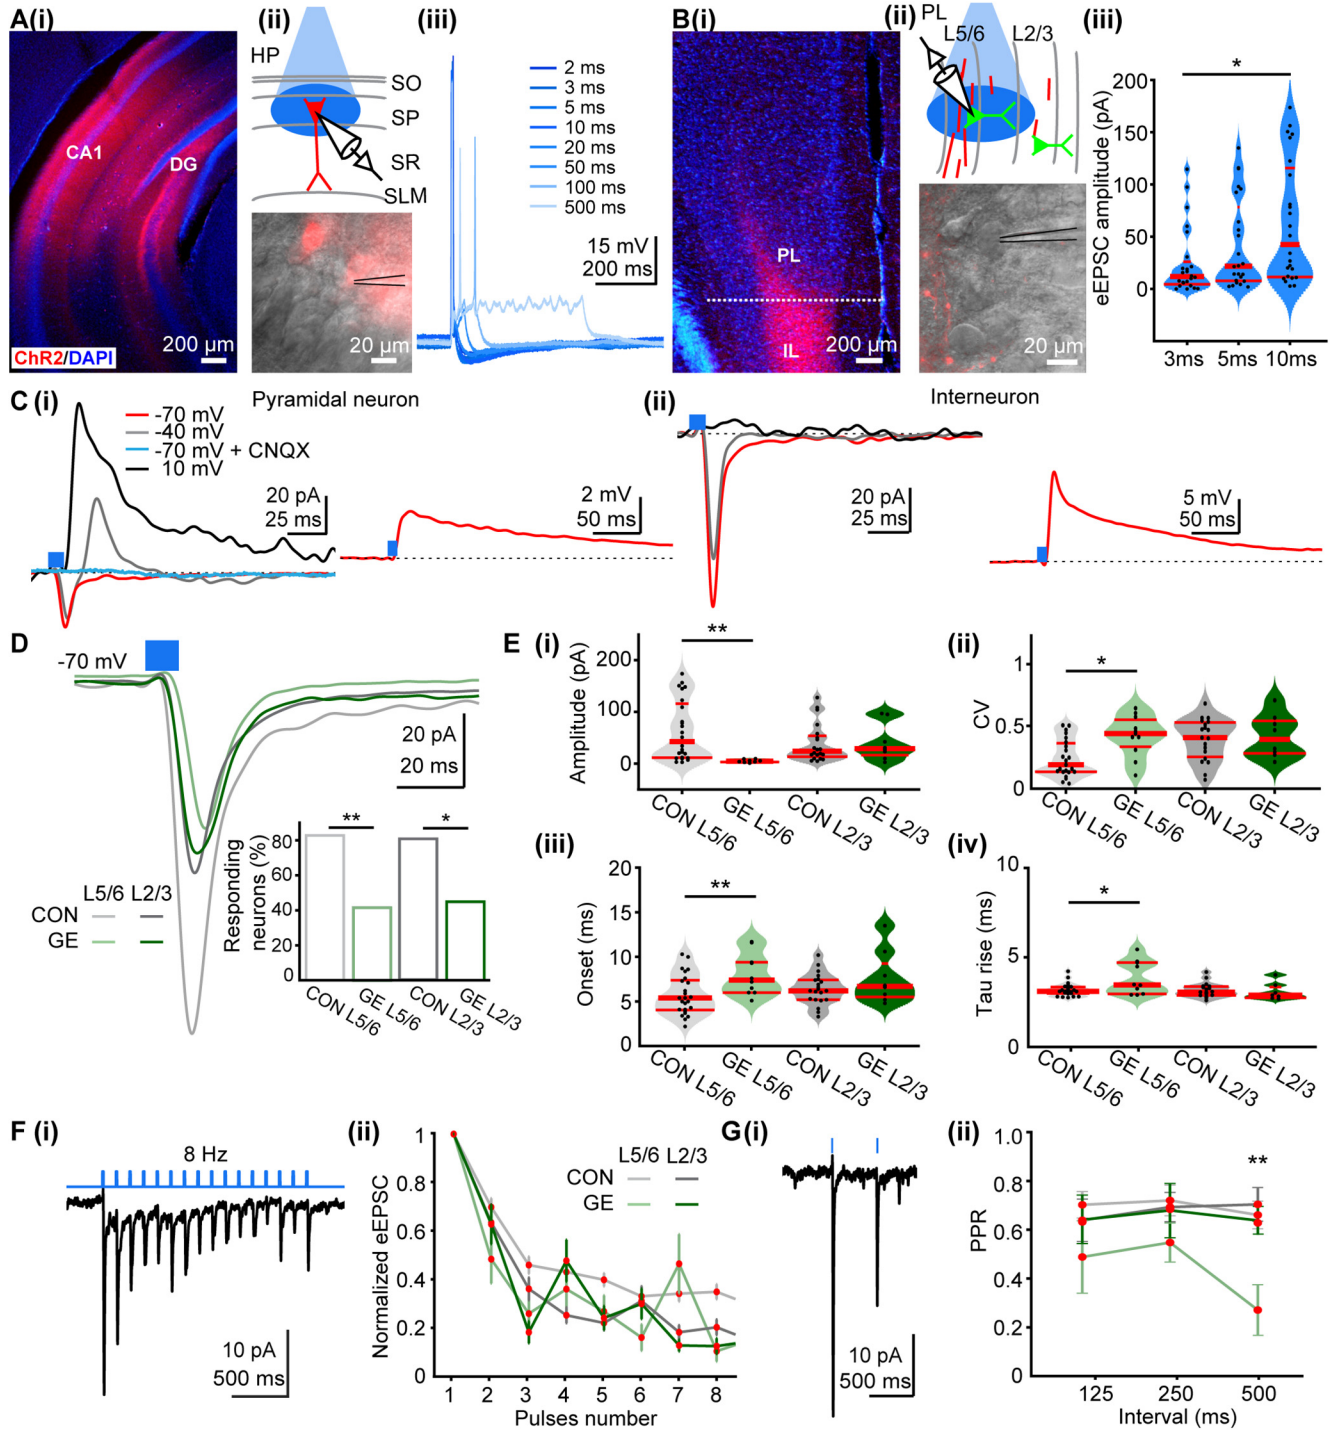 A(i)
HP
CA1
DG
ChR2/DAPI
200 µm
(ii)
SO
SP
SR
SLM
20 µm
(iii)
2 ms
3 ms
5 ms
10 ms
20 ms
50 ms
100 ms
500 ms
15 mV
200 ms
B(i)
PL
IL
200 µm
(ii)
PL
L5/6
L2/3
20 µm
(iii)
*
eEPSC amplitude (pA)
200
150
100
50
0
3ms
5ms
10ms
C (i)
Pyramidal neuron
-70 mV
-40 mV
-70 mV + CNQX
10 mV
20 pA
25 ms
2 mV
50 ms
(ii)
Interneuron
20 pA
25 ms
5 mV
50 ms
D
-70 mV
20 pA
20 ms
L5/6 L2/3
CON
GE
Responding
neurons (%)
80
60
40
20
0
**
*
CON L5/6
GE L5/6
CON L2/3
GE L2/3
E (i)
**
Amplitude (pA)
200
100
0
CON L5/6
GE L5/6
CON L2/3
GE L2/3
(ii)
*
CV
1
0.5
0
CON L5/6
GE L5/6
CON L2/3
GE L2/3
(iii)
**
Onset (ms)
20
15
10
5
0
CON L5/6
GE L5/6
CON L2/3
GE L2/3
(iv)
*
Tau rise (ms)
10
5
0
CON L5/6
GE L5/6
CON L2/3
GE L2/3
F (i)
8 Hz
10 pA
500 ms
(ii)
L5/6 L2/3
CON
GE
Normalized eEPSC
1
0.8
0.6
0.4
0.2
0
1 2 3 4 5 6 7 8
Pulses number
G(i)
10 pA
500 ms
(ii)
**
PPR
1.0
0.8
0.6
0.4
0.2
0
125 250 500
Interval (ms)